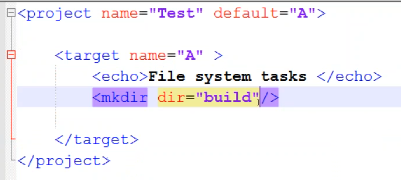 <project name="Test" default="A">
<target name="A" >
<echo>File system tasks </echo>
<mkdir dir="build"/>
</target>
</project>